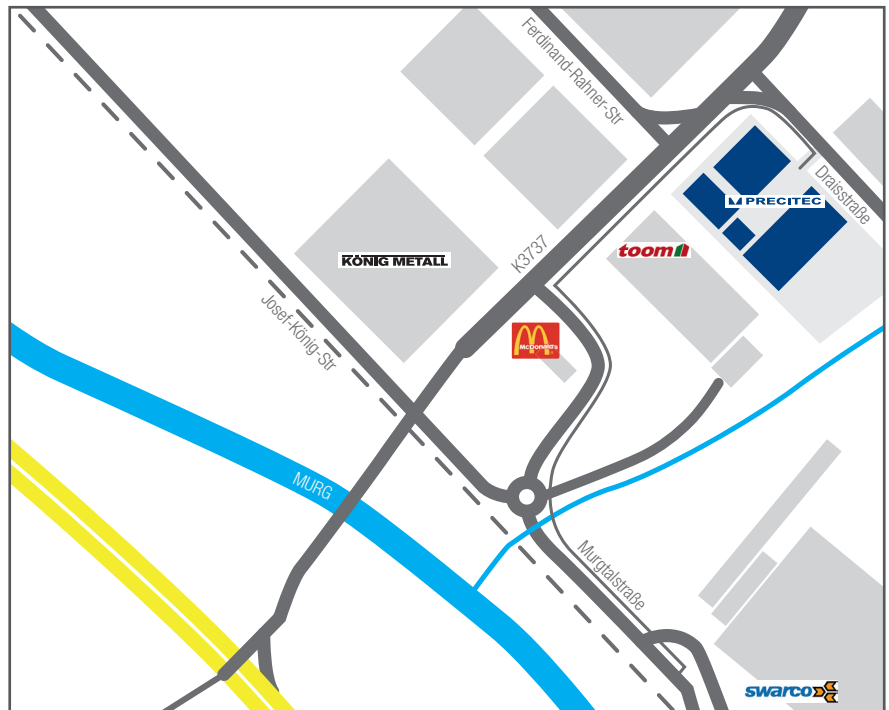 Ferdinand-Rahner-Str
Draisstraße
PRECITEC
K3737
toom
KÖNIG METALL
Josef-König-Str
McDonald's
MURG
Murgtalstraße
swarco